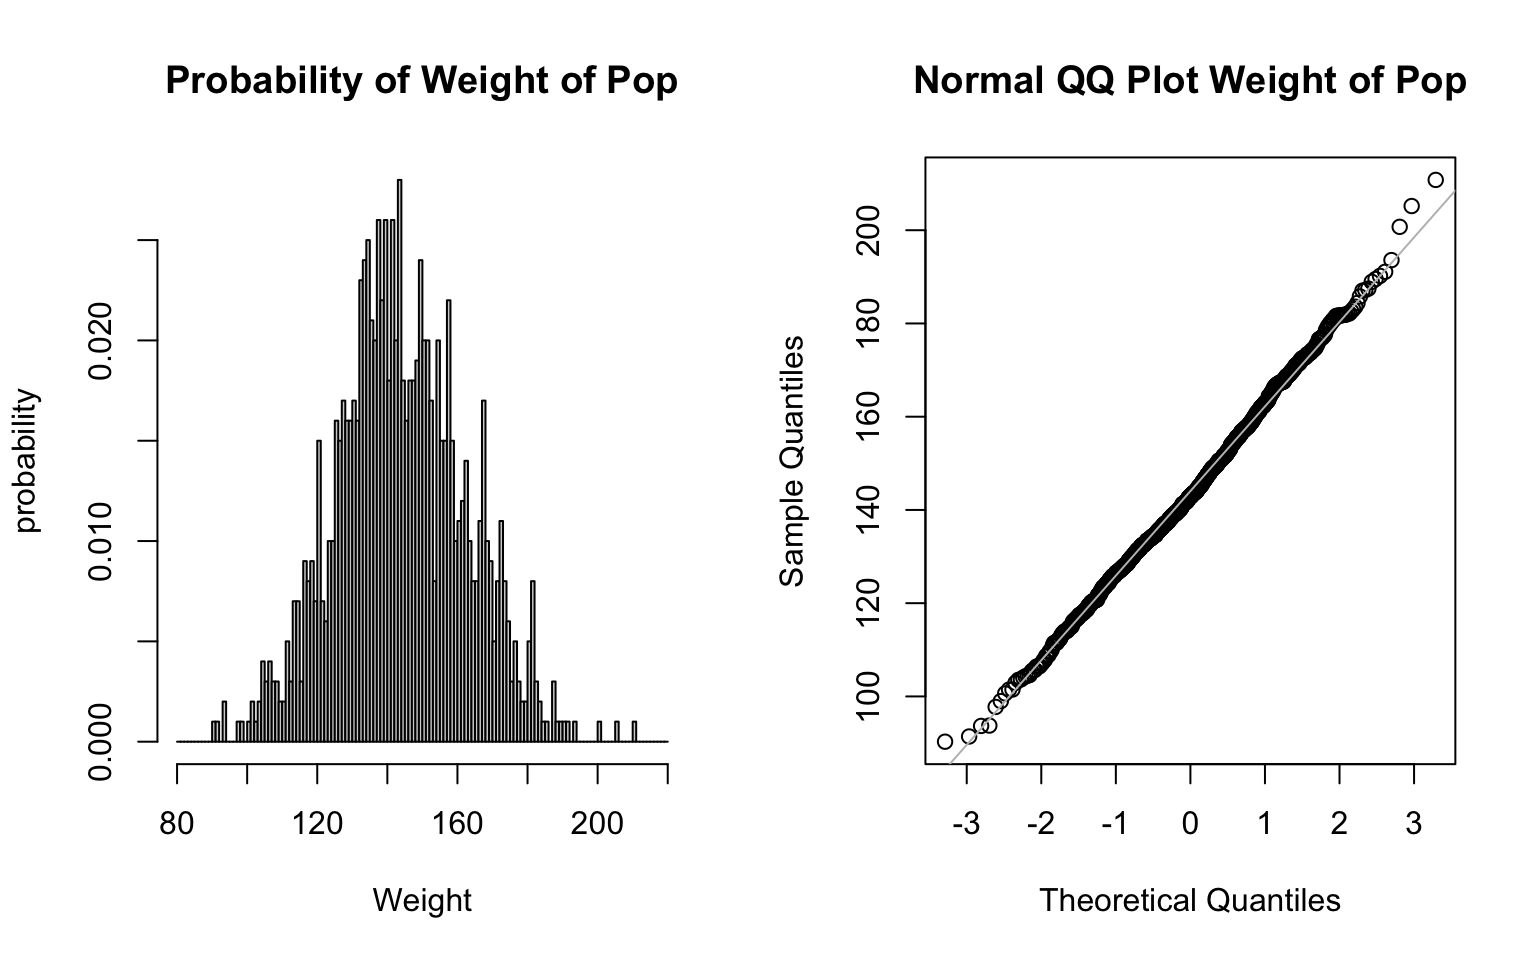 Probability of Weight of Pop
probability
0.000
0.010
0.020
80 120 160 200
Weight
Normal QQ Plot Weight of Pop
Sample Quantiles
100
120
140
160
180
200
-3 -2 -1 0 1 2 3
Theoretical Quantiles